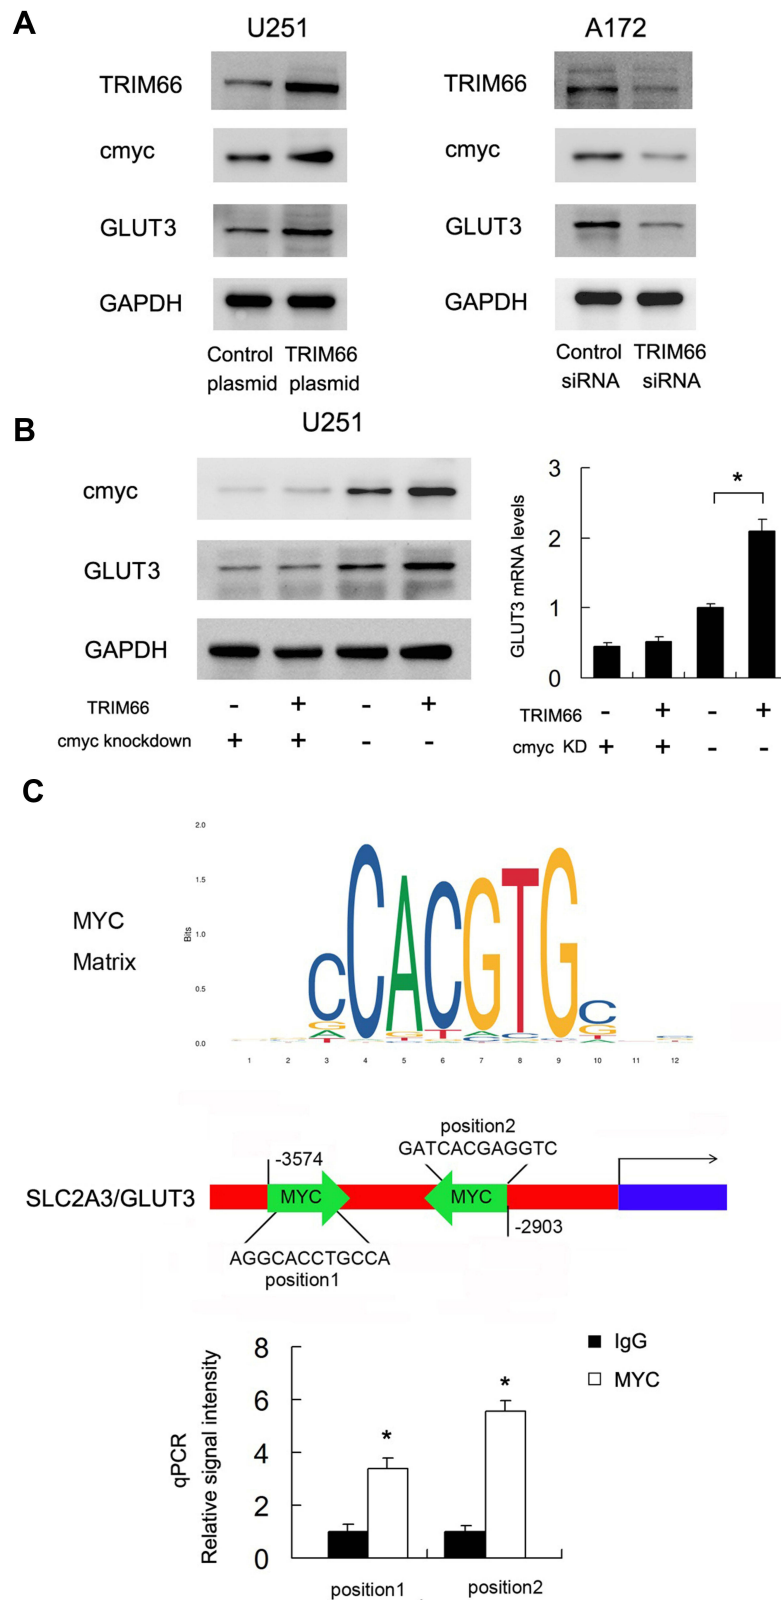 A
U251
A172
TRIM66
cmyc
GLUT3
GAPDH
Control TRIM66
plasmid plasmid
TRIM66
cmyc
GLUT3
GAPDH
Control TRIM66
siRNA siRNA
B
U251
cmyc
GLUT3
GAPDH
TRIM66 - + - +
cmyc knockdown + + - -
GLUT3 mRNA levels
3
2
1
0
*
TRIM66 - + - +
cmyc KD + + - -
C
MYC
Matrix
Bits
2.0
1.5
1.0
0.5
0.0
CCACGTGC
1 2 3 4 5 6 7 8 9 10 11 12
position2
GATCACGAGGTC
-3574
SLC2A3/GLUT3
MYC
MYC
-2903
AGGCACCTGCCA
position1
qPCR
Relative signal intensity
8
6
4
2
0
*
*
IgG
MYC
position1 position2